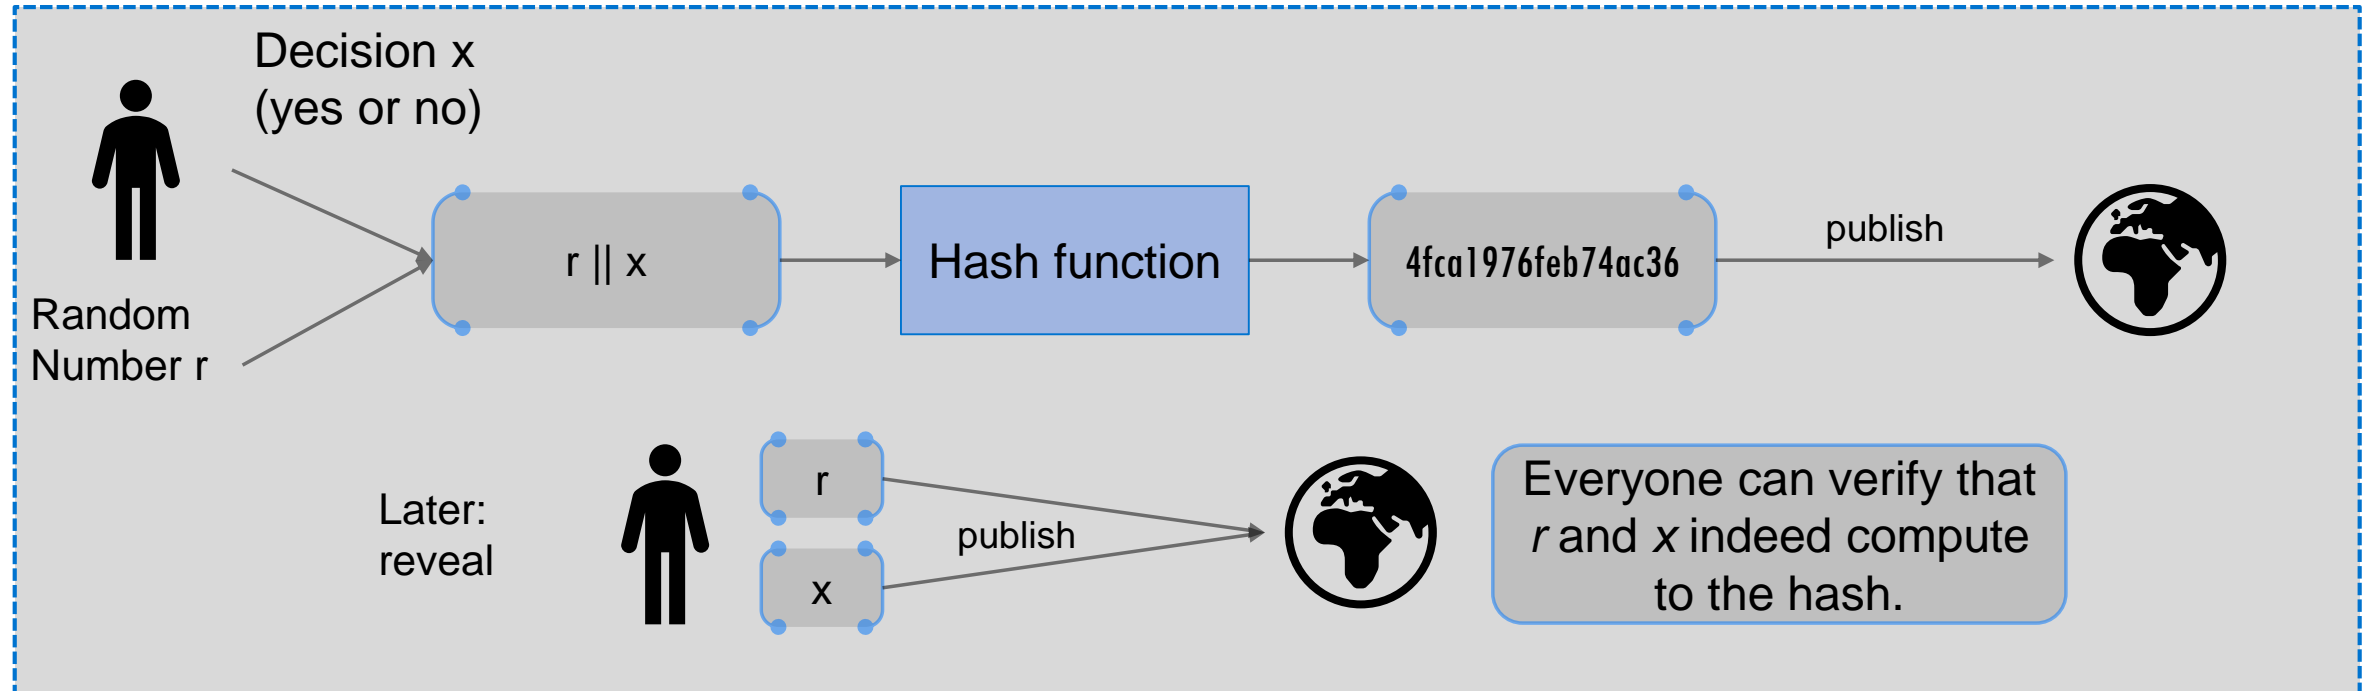 Decision x
(yes or no)
Random
Number r
r || x
Hash function
4fca1976feb74ac36
publish
Later:
reveal
r
x
publish
Everyone can verify that
r and x indeed compute
to the hash.